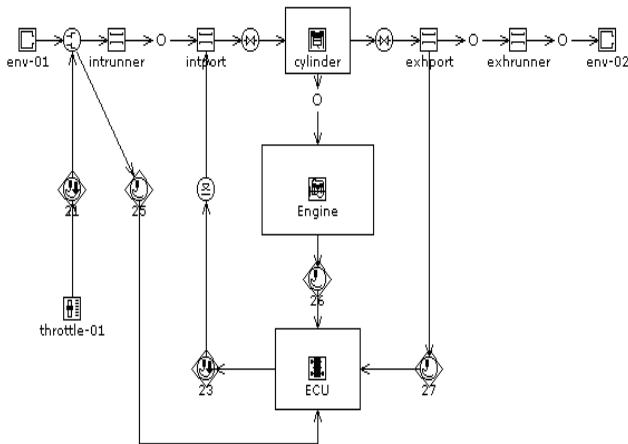 env-01 intrunner intport cylinder exhport exhrunner env-02
21 25 Engine
26
throttle-01
23 ECU 27